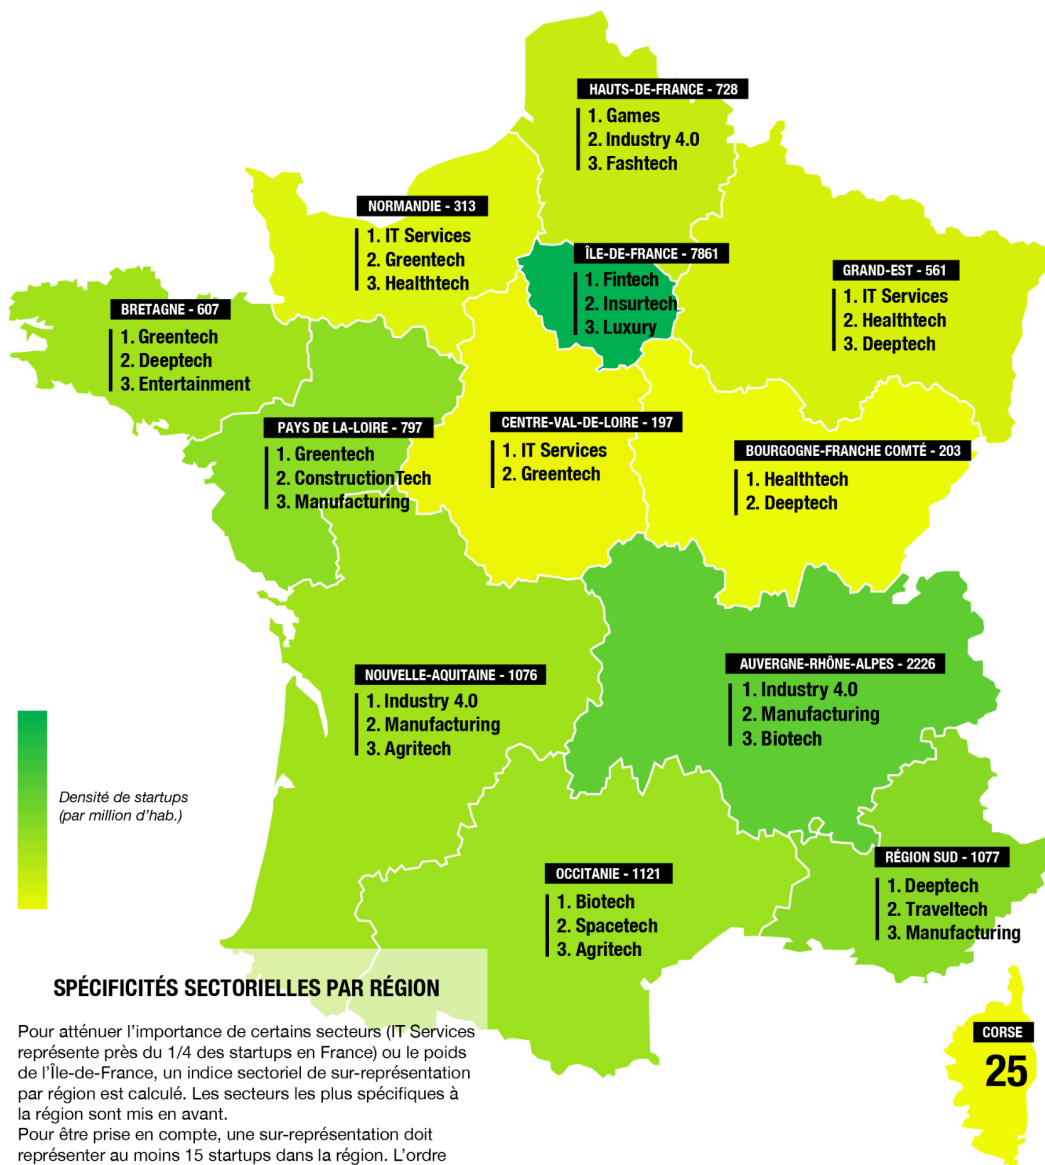 HAUTS-DE-FRANCE - 728
1. Games
2. Industry 4.0
3. Fashtech
NORMANDIE - 313
1. IT Services
2. Greentech
3. Healthtech
ÎLE-DE-FRANCE - 7861
1. Fintech
2. Insurtech
3. Luxury
GRAND-EST - 561
1. IT Services
2. Healthtech
3. Deeptech
BRETAGNE - 607
1. Greentech
2. Deeptech
3. Entertainment
PAYS DE LA-LOIRE - 797
1. Greentech
2. ConstructionTech
3. Manufacturing
CENTRE-VAL-DE-LOIRE - 197
1. IT Services
2. Greentech
BOURGOGNE-FRANCHE COMTÉ - 203
1. Healthtech
2. Deeptech
NOUVELLE-AQUITAINE - 1076
1. Industry 4.0
2. Manufacturing
3. Agritech
AUVERGNE-RHÔNE-ALPES - 2226
1. Industry 4.0
2. Manufacturing
3. Biotech
Densité de startups
(par million d'hab.)
OCCITANIE - 1121
1. Biotech
2. Spacetech
3. Agritech
RÉGION SUD - 1077
1. Deeptech
2. Traveltech
3. Manufacturing
CORSE
25
SPÉCIFICITÉS SECTORIELLES PAR RÉGION
Pour atténuer l'importance de certains secteurs (IT Services
représente près du 1/4 des startups en France) ou le poids
de l'Île-de-France, un indice sectoriel de sur-représentation
par région est calculé. Les secteurs les plus spécifiques à
la région sont mis en avant.
Pour être prise en compte, une sur-représentation doit
représenter au moins 15 startups dans la région. L'ordre